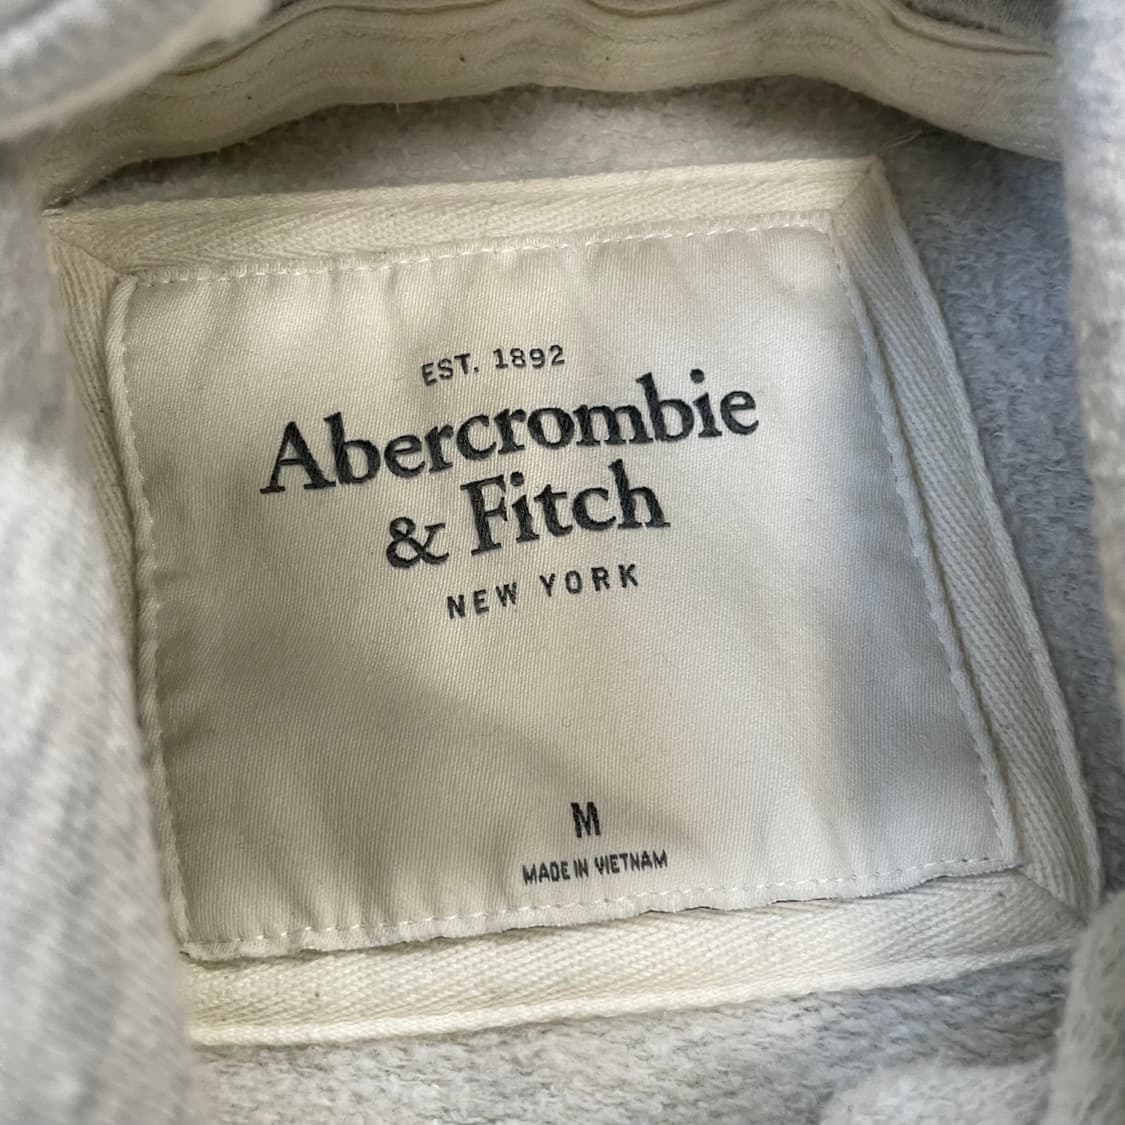 EST. 1892
Abercrombie
& Fitch
NEW YORK
M
MADE IN VIETNAM